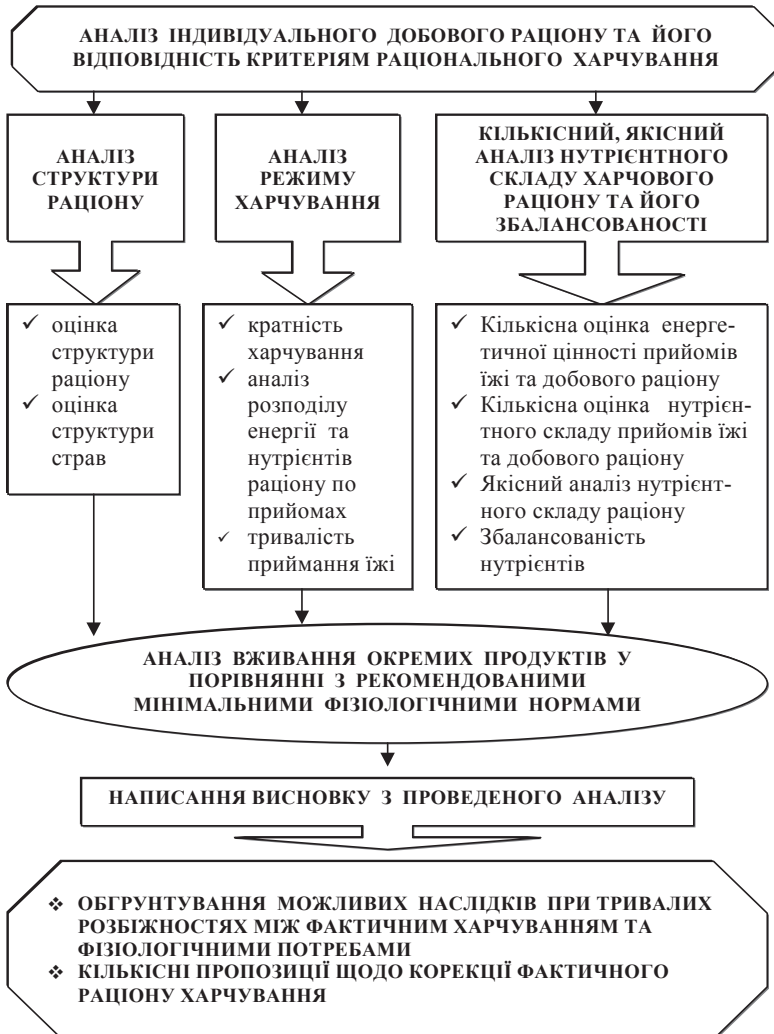 АНАЛІЗ ІНДИВІДУАЛЬНОГО ДОБОВОГО РАЦІОНУ ТА ЙОГО
ВІДПОВІДНІСТЬ КРИТЕРІЯМ РАЦІОНАЛЬНОГО ХАРЧУВАННЯ
АНАЛІЗ
СТРУКТУРИ
РАЦІОНУ
АНАЛІЗ
РЕЖИМУ
ХАРЧУВАННЯ
КІЛЬКІСНИЙ, ЯКІСНИЙ
АНАЛІЗ НУТРІЄНТНОГО
СКЛАДУ ХАРЧОВОГО
РАЦІОНУ ТА ЙОГО
ЗБАЛАНСОВАНОСТІ
✓ оцінка
структури
раціону
✓ оцінка
структури
страв
✓ кратність
харчування
✓ аналіз
розподілу
енергії та
нутрієнтів
раціону по
прийомах
✓ тривалість
приймання їжі
✓ Кількісна оцінка енерге-
тичної цінності прийомів
їжі та добового раціону
✓ Кількісна оцінка нутрієн-
тного складу прийомів їжі
та добового раціону
✓ Якісний аналіз нутрієнт-
ного складу раціону
✓ Збалансованість
нутрієнтів
АНАЛІЗ ВЖИВАННЯ ОКРЕМИХ ПРОДУКТІВ У
ПОРІВНЯННІ З РЕКОМЕНДОВАНИМИ
МІНІМАЛЬНИМИ ФІЗІОЛОГІЧНИМИ НОРМАМИ
НАПИСАННЯ ВИСНОВКУ З ПРОВЕДЕНОГО АНАЛІЗУ
❖ ОБГРУНТУВАННЯ МОЖЛИВИХ НАСЛІДКІВ ПРИ ТРИВАЛИХ
РОЗБІЖНОСТЯХ МІЖ ФАКТИЧНИМ ХАРЧУВАННЯМ ТА
ФІЗІОЛОГІЧНИМИ ПОТРЕБАМИ
❖ КІЛЬКІСНІ ПРОПОЗИЦІЇ ЩОДО КОРЕКЦІЇ ФАКТИЧНОГО
РАЦІОНУ ХАРЧУВАННЯ